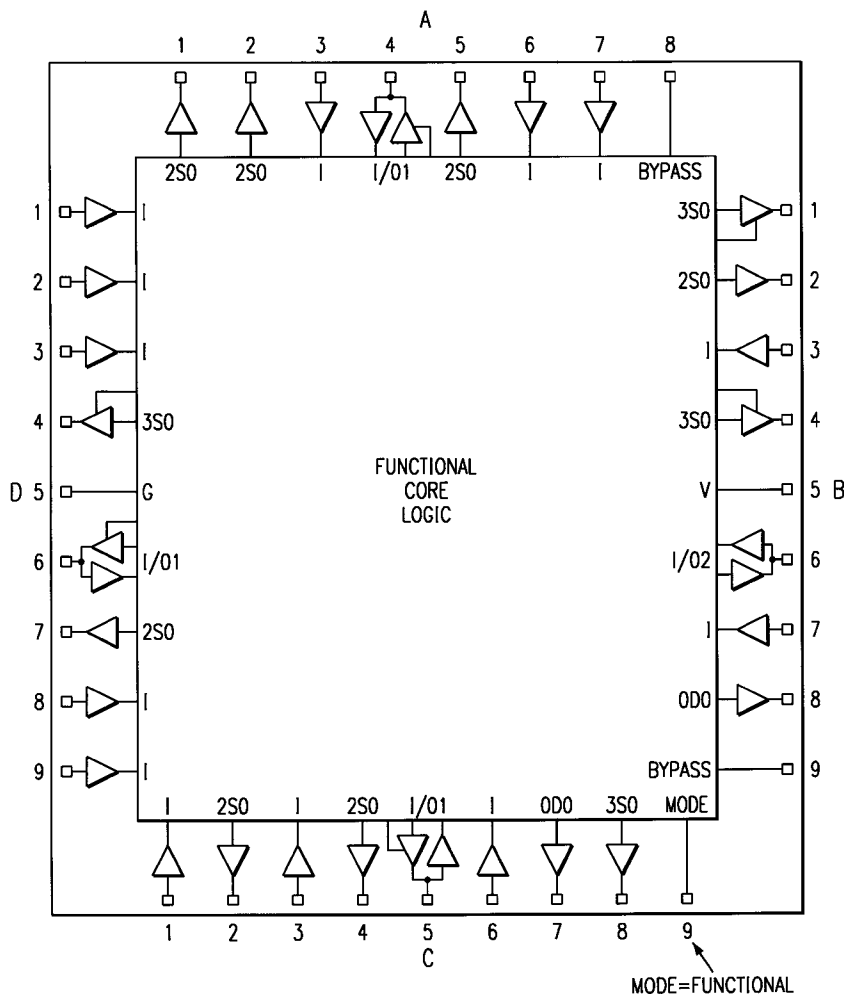 A
1 2 3 4 5 6 7 8
2SO 2SO I I/O1 2SO I I BYPASS
1 I 3SO 1
2 I 2SO 2
3 I I 3
4 3SO 3SO 4
FUNCTIONAL
CORE
LOGIC
D 5 G V 5 B
6 I/O1 I/O2 6
7 2SO I 7
8 I ODO 8
9 I BYPASS 9
I 2SO I 2SO I/O1 I ODO 3SO MODE
1 2 3 4 5 6 7 8 9
C
MODE=FUNCTIONAL